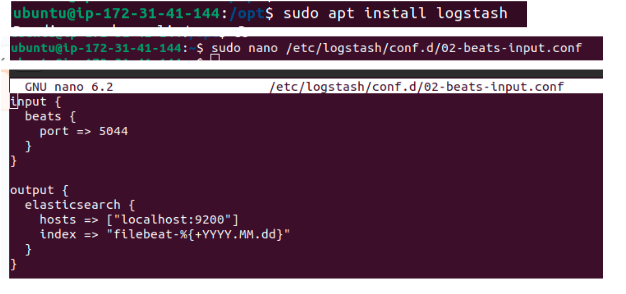 ubuntu@ip-172-31-41-144:/opt$ sudo apt install logstash
ubuntu@ip-172-31-41-144:~$ sudo nano /etc/logstash/conf.d/02-beats-input.conf
GNU nano 6.2 /etc/logstash/conf.d/02-beats-input.conf
input {
  beats {
    port => 5044
  }
}
output {
  elasticsearch {
    hosts => ["localhost:9200"]
    index => "filebeat-%{+YYYY.MM.dd}"
  }
}